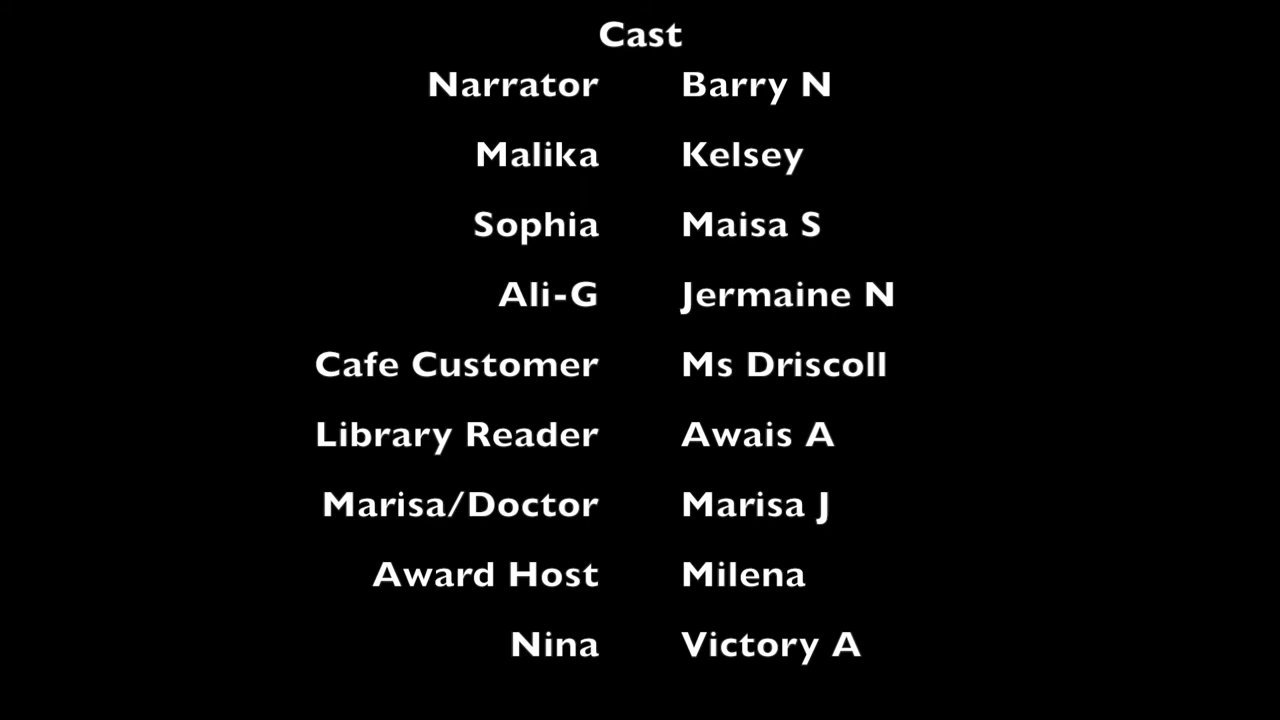 Cast
Narrator Barry N
Malika Kelsey
Sophia Maisa S
Ali-G Jermaine N
Cafe Customer Ms Driscoll
Library Reader Awais A
Marisa/Doctor Marisa J
Award Host Milena
Nina Victory A